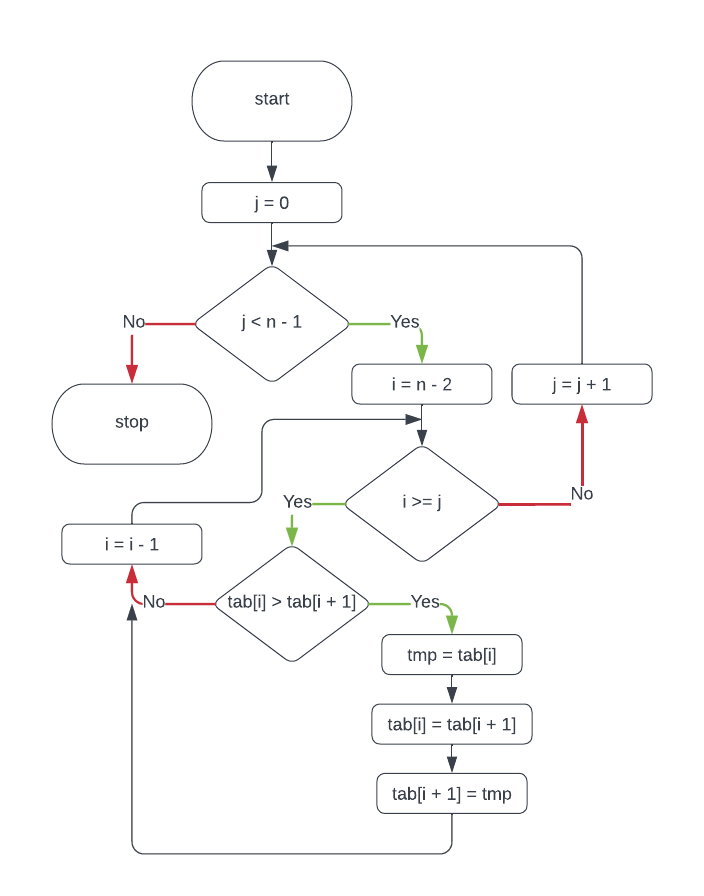 start
j = 0
j < n - 1
No
Yes
i = n - 2
j = j + 1
stop
i >= j
Yes
No
i = i - 1
tab[i] > tab[i + 1]
No
Yes
tmp = tab[i]
tab[i] = tab[i + 1]
tab[i + 1] = tmp